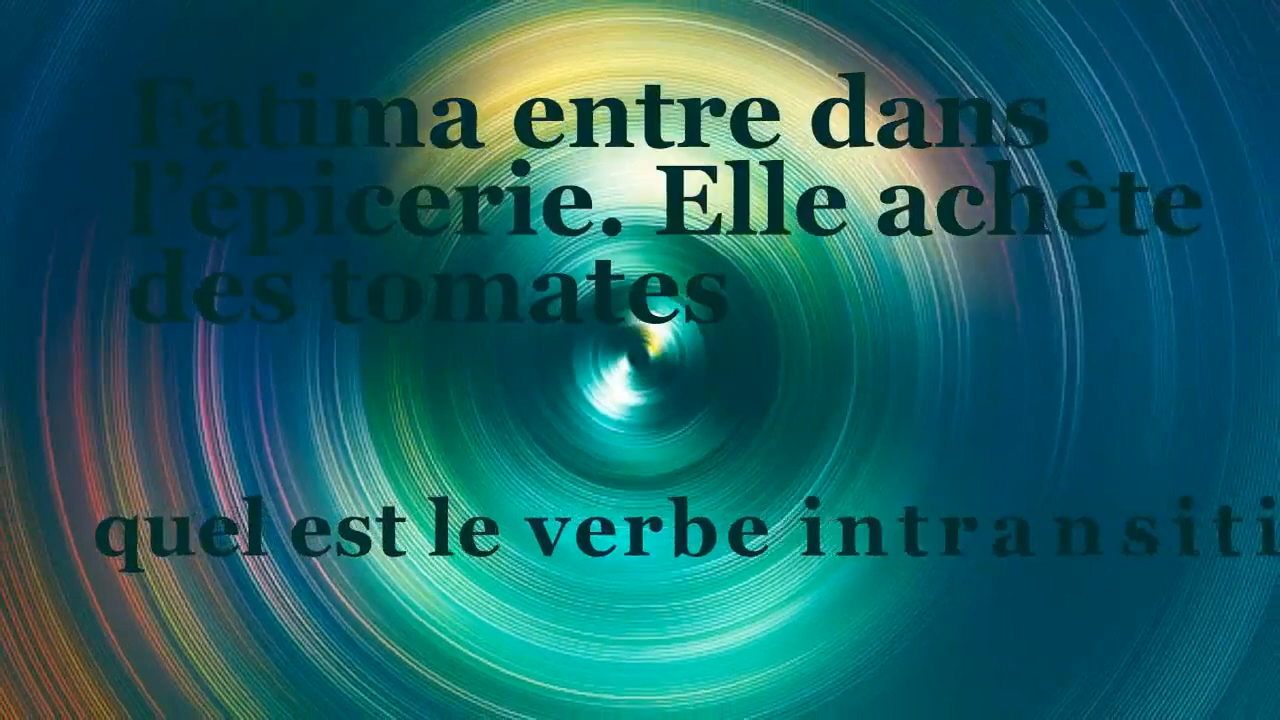 Fatima entre dans
l’épicerie. Elle achète
des tomates
quel est le verbe intransiti